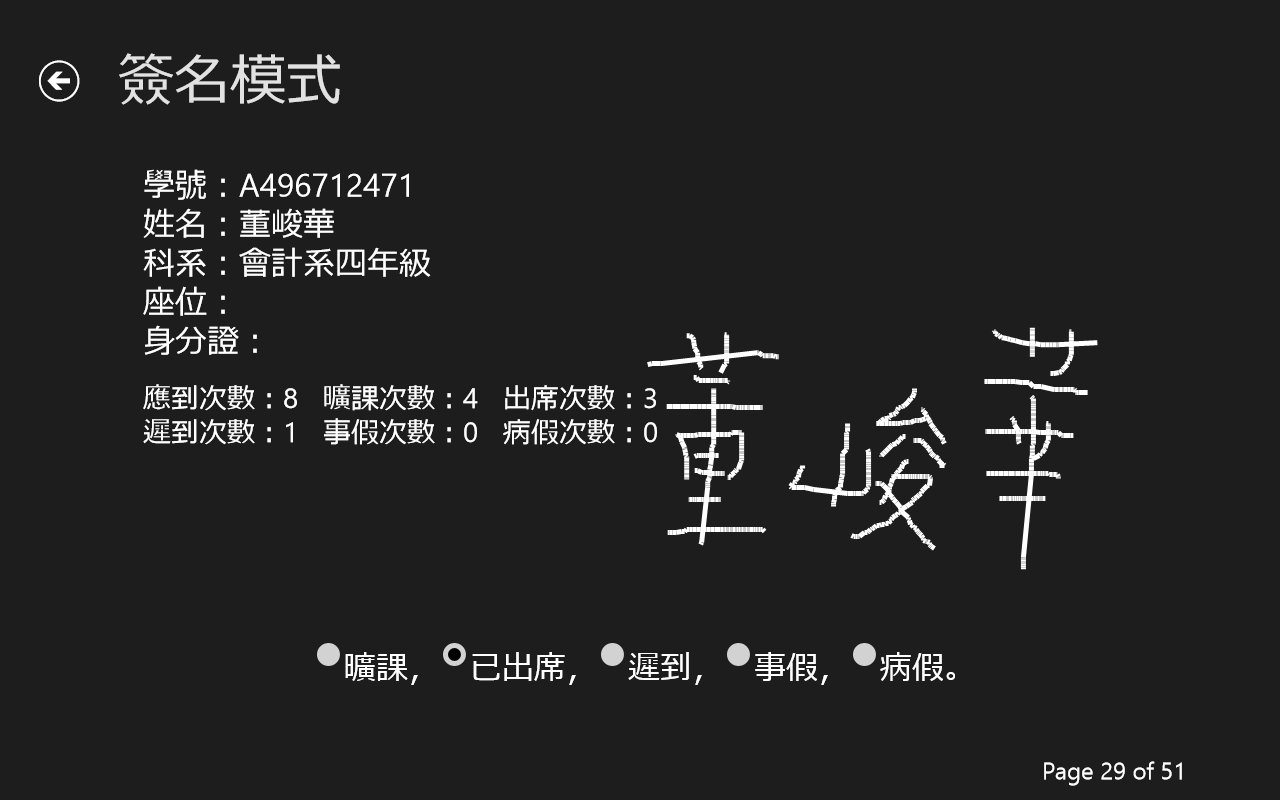 簽名模式
學號：A496712471
姓名：董峻華
科系：會計系四年級
座位：
身分證：
應到次數：8 曠課次數：4 出席次數：3
遲到次數：1 事假次數：0 病假次數：0
董峻華
曠課, 已出席, 遲到, 事假, 病假。
Page 29 of 51